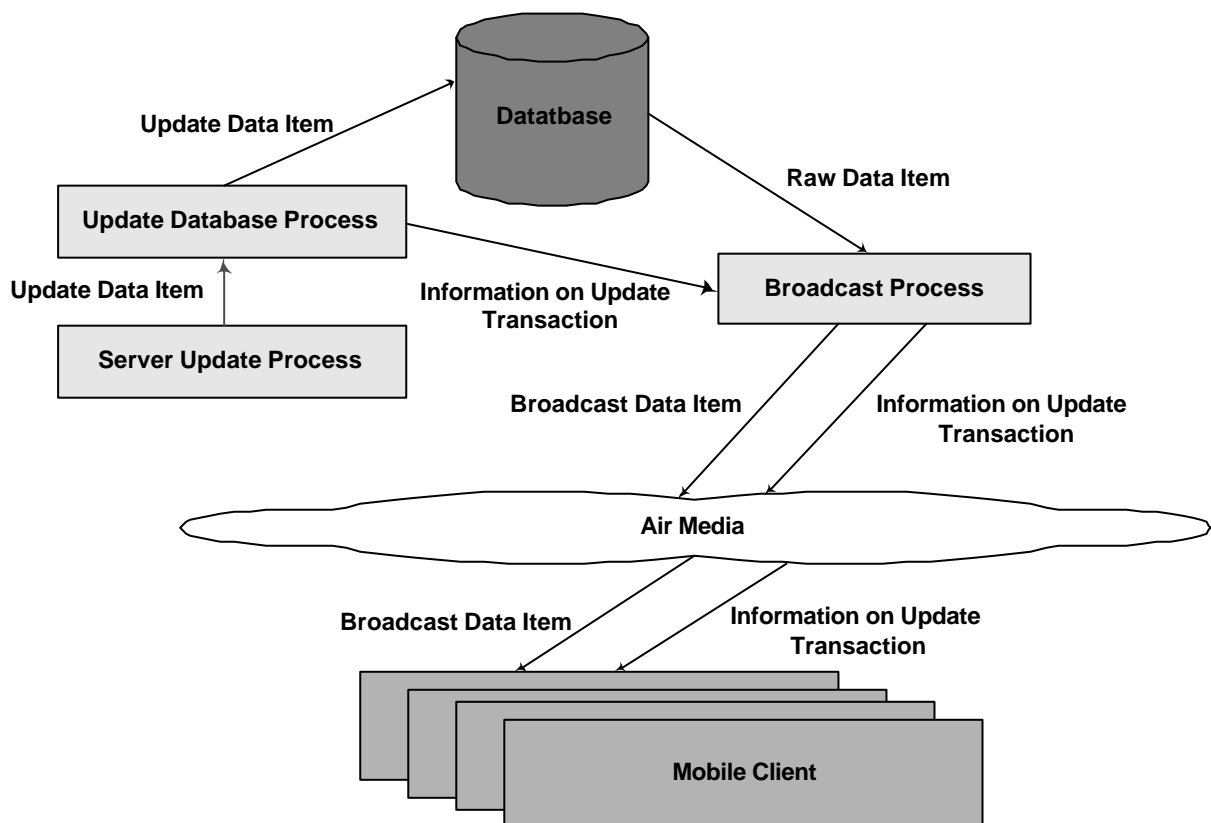 Datatbase
Update Data Item
Raw Data Item
Update Database Process
Update Data Item
Information on Update
Transaction
Broadcast Process
Server Update Process
Broadcast Data Item
Information on Update
Transaction
Air Media
Broadcast Data Item
Information on Update
Transaction
Mobile Client